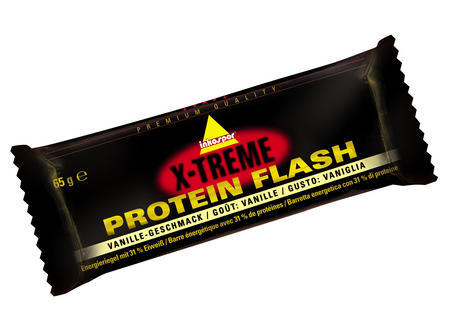 PREMIUM QUALITY
inkospor
65 g e
X-TREME
PROTEIN FLASH
VANILLE-GESCHMACK / GOÛT: VANILLE / GUSTO: VANIGLIA
Energieriegel mit 31 % Eiweiß / Barre énergétique avec 31 % de protéines / Barretta energetica con 31 % di proteine